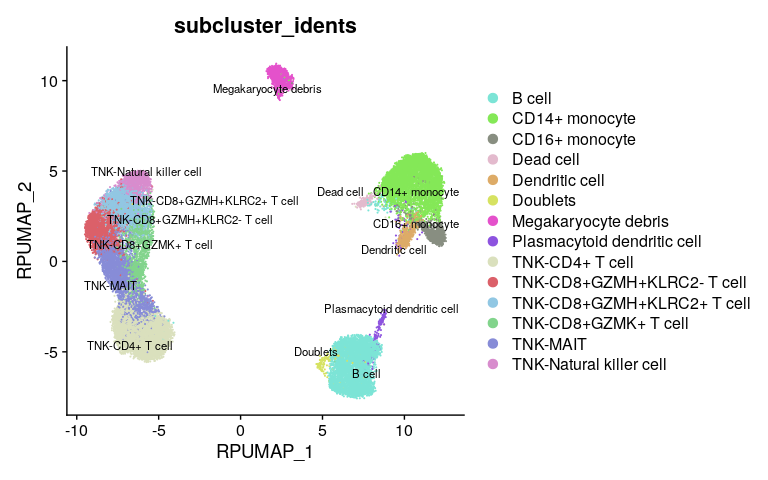 subcluster_idents
RPUMAP_2
10
5
0
-5
Megakaryocyte debris
TNK-Natural killer cell
TNK-CD8+GZMH+KLRC2+ T cell
TNK-CD8+GZMH+KLRC2- T cell
TNK-CD8+GZMK+ T cell
TNK-MAIT
TNK-CD4+ T cell
Dead cell
CD14+ monocyte
CD16+ monocyte
Dendritic cell
Plasmacytoid dendritic cell
Doublets
B cell
-10
-5
0
5
10
RPUMAP_1
B cell
CD14+ monocyte
CD16+ monocyte
Dead cell
Dendritic cell
Doublets
Megakaryocyte debris
Plasmacytoid dendritic cell
TNK-CD4+ T cell
TNK-CD8+GZMH+KLRC2- T cell
TNK-CD8+GZMH+KLRC2+ T cell
TNK-CD8+GZMK+ T cell
TNK-MAIT
TNK-Natural killer cell